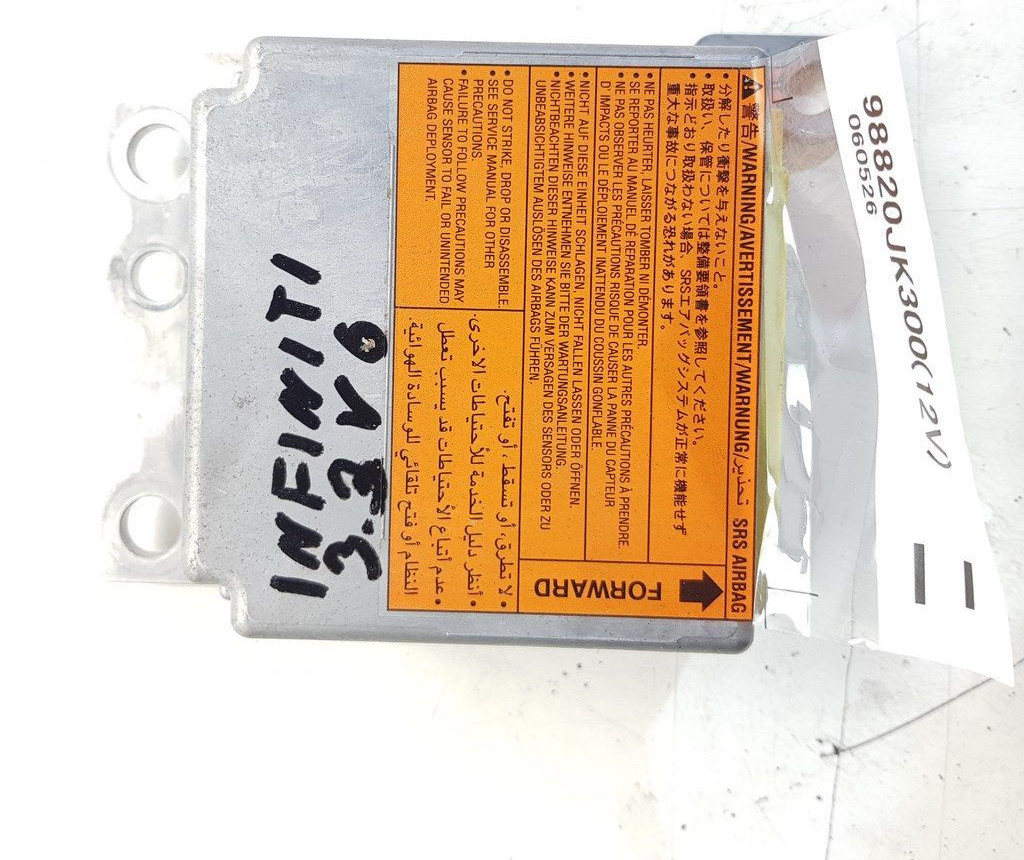 ⚠ 警告/WARNING/AVERTISSEMENT/WARNUNG/تحذير SRS AIRBAG
・分解したり衝撃を与えないこと。
・取扱い、保管については整備要領書を参照してください。
・指示どおり取扱わない場合、SRSエアバッグシステムが正常に機能せず
重大な事故につながる恐れがあります。
• NE PAS HEURTER, LAISSER TOMBER NI DÉMONTER.
• SE REPORTER AU MANUEL DE RÉPARATION POUR LES AUTRES PRÉCAUTIONS À PRENDRE.
• NE PAS OBSERVER LES PRÉCAUTIONS RISQUE DE CAUSER LA PANNE DU CAPTEUR
D'IMPACTS OU LE DÉPLOIEMENT INATTENDU DU COUSSIN GONFLABLE.
• NICHT AUF DIESE EINHEIT SCHLAGEN, NICHT FALLEN LASSEN ODER ÖFFNEN.
• WEITERE HINWEISE ENTNEHMEN SIE BITTE DER WARTUNGSANLEITUNG.
• NICHTBEACHTEN DIESER HINWEISE KANN ZUM VERSAGEN DES SENSORS ODER ZU
UNBEABSICHTIGTEM AUSLÖSEN DES AIRBAGS FÜHREN.
FORWARD
• DO NOT STRIKE, DROP OR DISASSEMBLE
• SEE SERVICE MANUAL FOR OTHER
PRECAUTIONS.
• FAILURE TO FOLLOW PRECAUTIONS MAY
CAUSE SENSOR TO FAIL OR UNINTENDED
AIRBAG DEPLOYMENT.
• لا تطرق، أو تسقط، أو تفتح.
• أنظر دليل الخدمة للأحتياطات الاخرى.
• عدم أتباع الأحتياطات قد يسبب تعطل
النظام أو فتح تلقائي للوسادة الهوائية.
INFINITI
3.3 V6
98820JK300(12V)
060526